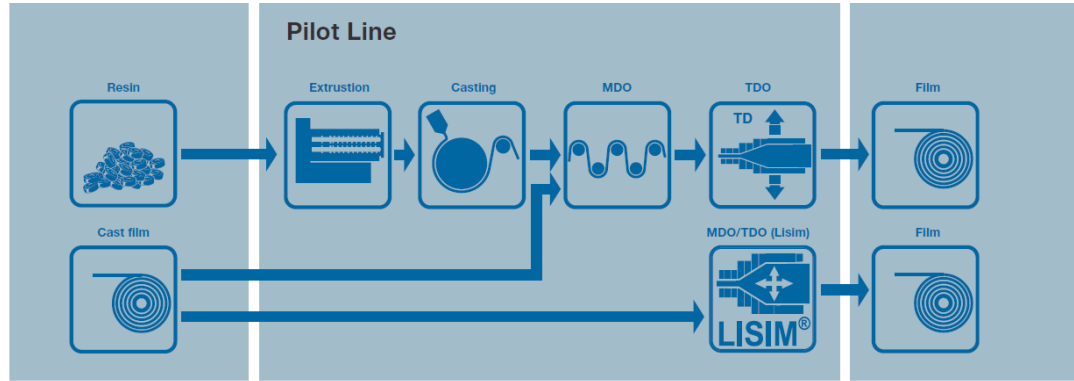 Pilot Line
Resin
Extrustion
Casting
MDO
TDO
Film
TD
Cast film
MDO/TDO (Lisim)
Film
LISIM®